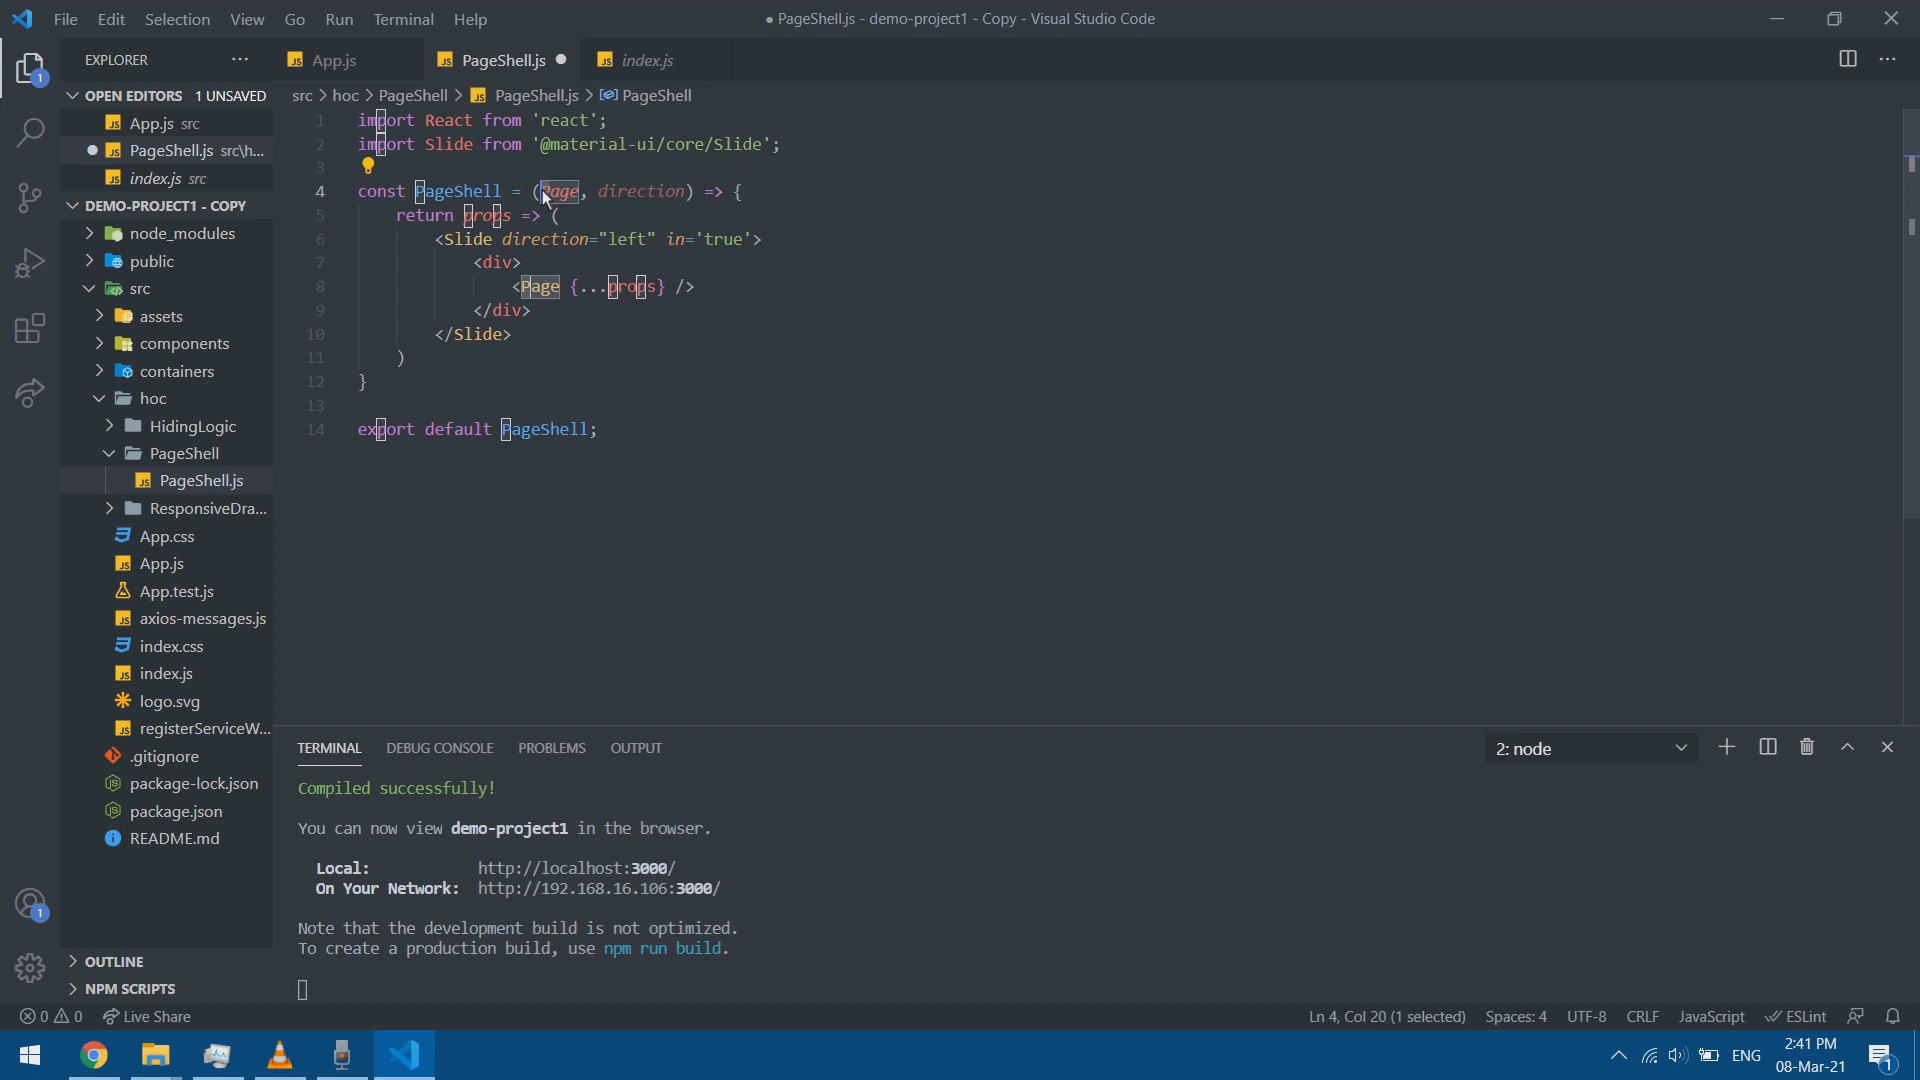 File Edit Selection View Go Run Terminal Help
● PageShell.js - demo-project1 - Copy - Visual Studio Code
EXPLORER
App.js
PageShell.js
index.js
OPEN EDITORS 1 UNSAVED
App.js src
PageShell.js src\h...
index.js src
DEMO-PROJECT1 - COPY
node_modules
public
src
assets
components
containers
hoc
HidingLogic
PageShell
PageShell.js
ResponsiveDra...
App.css
App.js
App.test.js
axios-messages.js
index.css
index.js
logo.svg
registerServiceW...
.gitignore
package-lock.json
package.json
README.md
OUTLINE
NPM SCRIPTS
src > hoc > PageShell > PageShell.js > PageShell
1 import React from 'react';
2 import Slide from '@material-ui/core/Slide';
3
4 const PageShell = (Page, direction) => {
5 return props => (
6 <Slide direction="left" in='true'>
7 <div>
8 <Page {...props} />
9 </div>
10 </Slide>
11 )
12 }
13
14 export default PageShell;
TERMINAL DEBUG CONSOLE PROBLEMS OUTPUT
2: node
Compiled successfully!
You can now view demo-project1 in the browser.
Local: http://localhost:3000/
On Your Network: http://192.168.16.106:3000/
Note that the development build is not optimized.
To create a production build, use npm run build.
0 0 Live Share
Ln 4, Col 20 (1 selected) Spaces: 4 UTF-8 CRLF JavaScript ESLint
ENG
2:41 PM
08-Mar-21
1